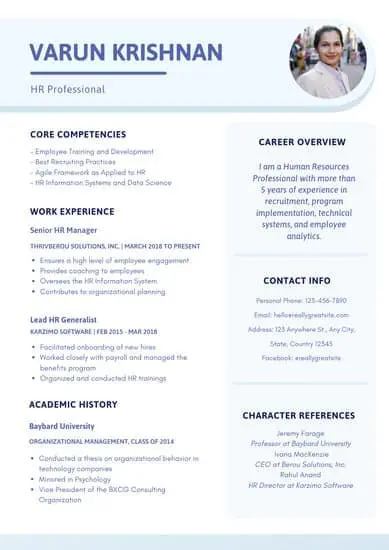 VARUN KRISHNAN
HR Professional
CORE COMPETENCIES
- Employee Training and Development
- Best Recruiting Practices
- Agile Framework as Applied to HR
- HR Information Systems and Data Science
WORK EXPERIENCE
Senior HR Manager
THRIVBEROU SOLUTIONS, INC. | MARCH 2018 TO PRESENT
• Ensures a high level of employee engagement
• Provides coaching to employees
• Oversees the HR Information System
• Contributes to organizational planning
Lead HR Generalist
KARZIMO SOFTWARE | FEB 2015 - MAR 2018
• Facilitated onboarding of new hires
• Worked closely with payroll and managed the
benefits program
• Organized and conducted HR trainings
ACADEMIC HISTORY
Baybard University
ORGANIZATIONAL MANAGEMENT, CLASS OF 2014
• Conducted a thesis on organizational behavior in
technology companies
• Minored in Psychology
• Vice President of the BXCG Consulting
Organization
CAREER OVERVIEW
I am a Human Resources
Professional with more than
5 years of experience in
recruitment, program
implementation, technical
systems, and employee
analytics.
CONTACT INFO
Personal Phone: 123-456-7890
Email: hello@reallygreatsite.com
Address: 123 Anywhere St., Any City,
State, Country 12345
Facebook: @reallygreatsite
CHARACTER REFERENCES
Jeremy Farage
Professor at Baybard University
Ivana MacKenzie
CEO at Berou Solutions, Inc.
Rahul Anand
HR Director at Karzimo Software